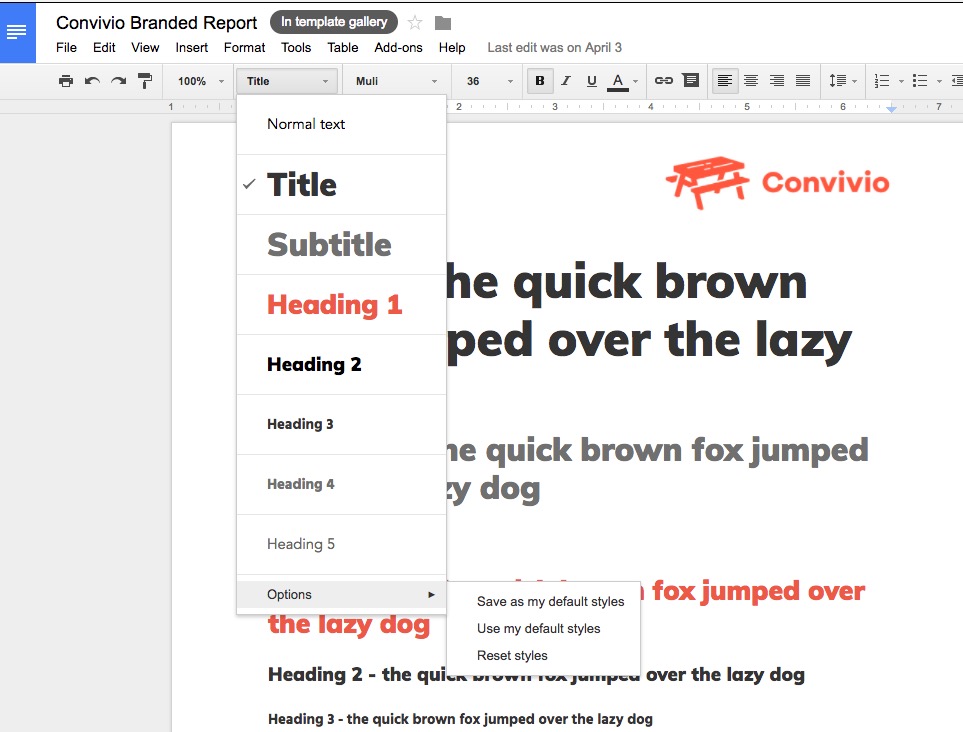 Convivio Branded Report In template gallery
File Edit View Insert Format Tools Table Add-ons Help Last edit was on April 3
100% Title Muli 36 B I U A
1 2 3 4 5 6 7
Normal text
Title
Subtitle
Heading 1
Heading 2
Heading 3
Heading 4
Heading 5
Options
Save as my default styles
Use my default styles
Reset styles
Convivio
he quick brown
ped over the lazy
he quick brown fox jumped
zy dog
fox jumped over
the lazy dog
Heading 2 - the quick brown fox jumped over the lazy dog
Heading 3 - the quick brown fox jumped over the lazy dog